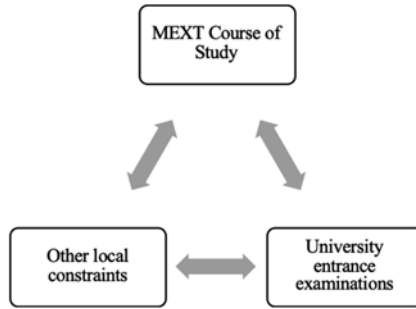 MEXT Course of
Study
Other local
constraints
University
entrance
examinations